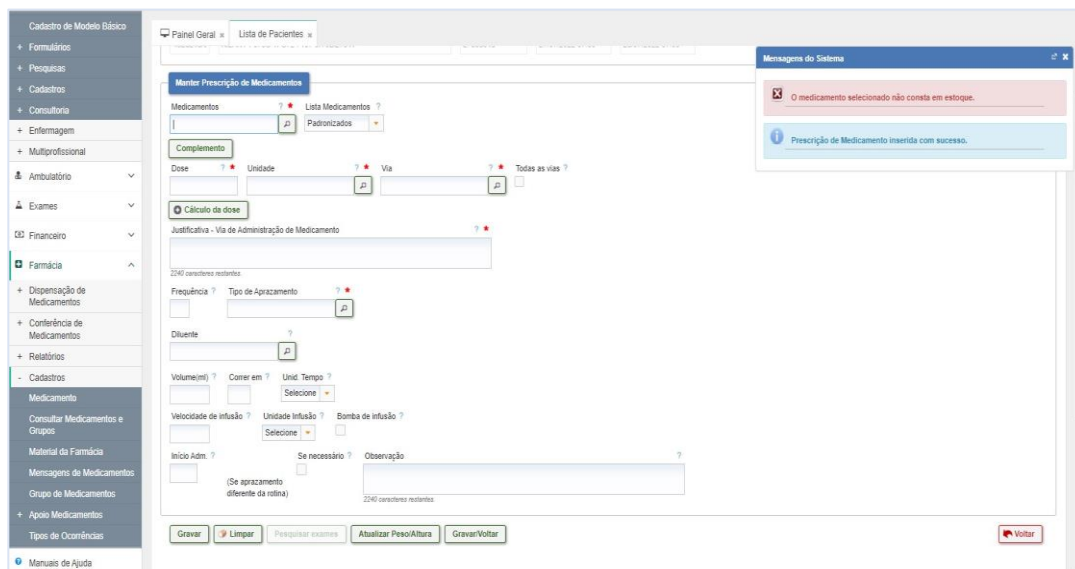 Cadastro de Modelo Básico
+ Formulários
+ Pesquisas
+ Cadastros
+ Consultoria
+ Enfermagem
+ Multiprofissional
Ambulatório
Exames
Financeiro
Farmácia
+ Dispensação de
Medicamentos
+ Conferência de
Medicamentos
+ Relatórios
- Cadastros
Medicamento
Consultar Medicamentos e
Grupos
Material da Farmácia
Mensagens de Medicamentos
Grupo de Medicamentos
+ Apoio Medicamentos
Tipos de Ocorrências
Manuais de Ajuda
Painel Geral x Lista de Pacientes x
Manter Prescrição de Medicamentos
Medicamentos ? * Lista Medicamentos ?
Padronizados
Complemento
Dose ? * Unidade ? * Via ? * Todas as vias ?
Cálculo da dose
Justificativa - Via de Administração de Medicamento ? *
2240 caracteres restantes.
Frequência ? Tipo de Aprazamento ? *
Diluente ?
Volume(ml) ? Correr em ? Unid. Tempo ?
Selecione
Velocidade de infusão ? Unidade Infusão ? Bomba de infusão ?
Selecione
Início Adm. ? Se necessário ? Observação ?
(Se aprazamento
diferente da rotina)
2240 caracteres restantes.
Gravar Limpar Pesquisar exames Atualizar Peso/Altura Gravar/Voltar Voltar
Mensagens do Sistema
O medicamento selecionado não consta em estoque.
Prescrição de Medicamento inserida com sucesso.